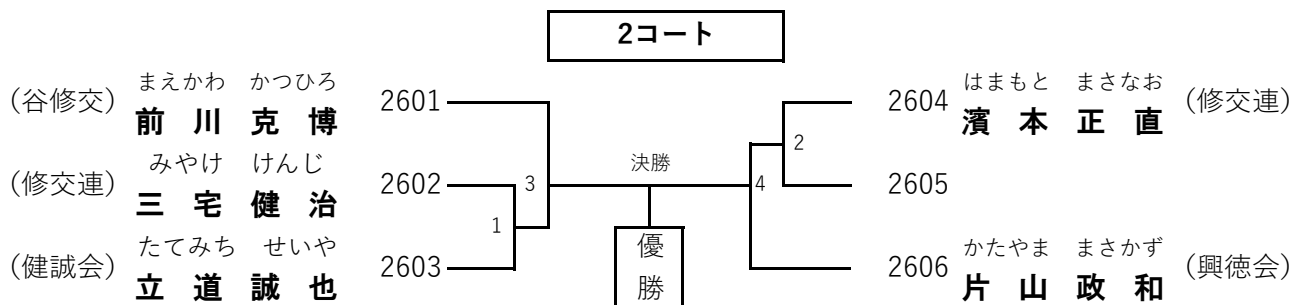 2コート
まえかわ かつひろ
(谷修交) 前川克博 2601
みやけ けんじ
(修交連) 三宅健治 2602
たてみち せいや
(健誠会) 立道誠也 2603
1
3
決勝
優
勝
4
2
はまもと まさなお
2604 濱本正直 (修交連)
2605
かたやま まさかず
2606 片山政和 (興徳会)